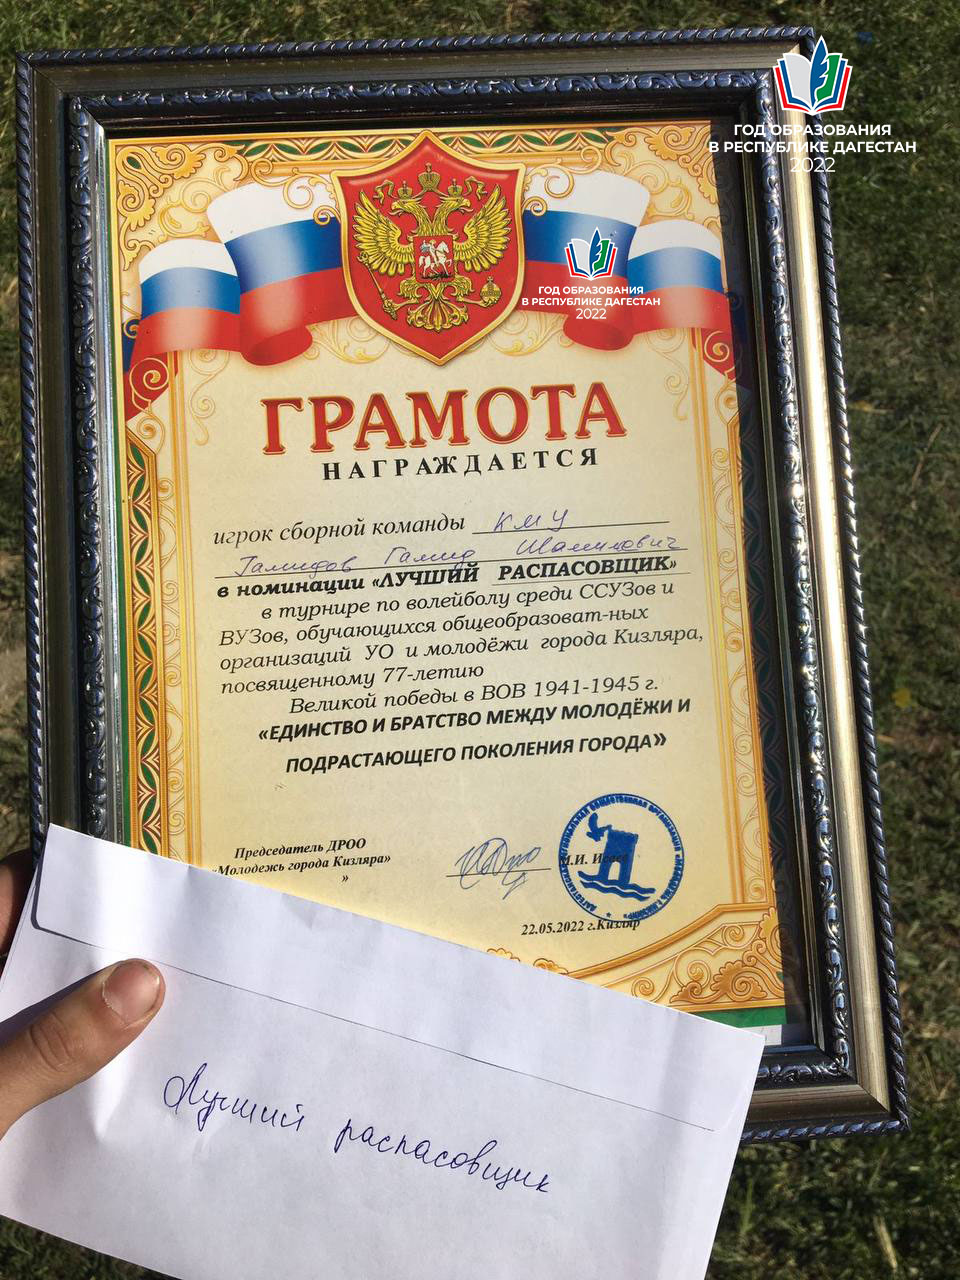 ГОД ОБРАЗОВАНИЯ
В РЕСПУБЛИКЕ ДАГЕСТАН
2022
ГОД ОБРАЗОВАНИЯ
В РЕСПУБЛИКЕ ДАГЕСТАН
2022
ГРАМОТА
НАГРАЖДАЕТСЯ
игрок сборной команды КМУ
Гамидов Гамид Шамилович
в номинации «ЛУЧШИЙ РАСПАСОВЩИК»
в турнире по волейболу среди ССУЗов и
ВУЗов, обучающихся общеобразоват-ных
организаций УО и молодёжи города Кизляра,
посвященному 77-летию
Великой победы в ВОВ 1941-1945 г.
«ЕДИНСТВО И БРАТСТВО МЕЖДУ МОЛОДЁЖИ И
ПОДРАСТАЮЩЕГО ПОКОЛЕНИЯ ГОРОДА»
Председатель ДРОО
«Молодежь города Кизляра»
»
М.И. Исаев
22.05.2022 г.Кизляр
Лучший распасовщик